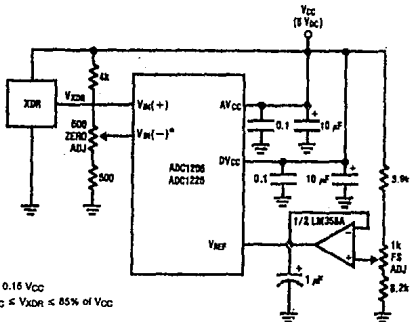 VCC
(5 VDC)
4k
XDR
VXDR
VIN(+)
AVCC
500
ZERO
ADJ
VIN(−)*
0.1
10 µF
ADC1205
ADC1225
DVCC
500
0.1
10 µF
3.9k
1/2 LM358A
VREF
1k
FS
ADJ
1 µF
8.2k
0.15 VCC
C ≤ VXDR ≤ 85% of VCC